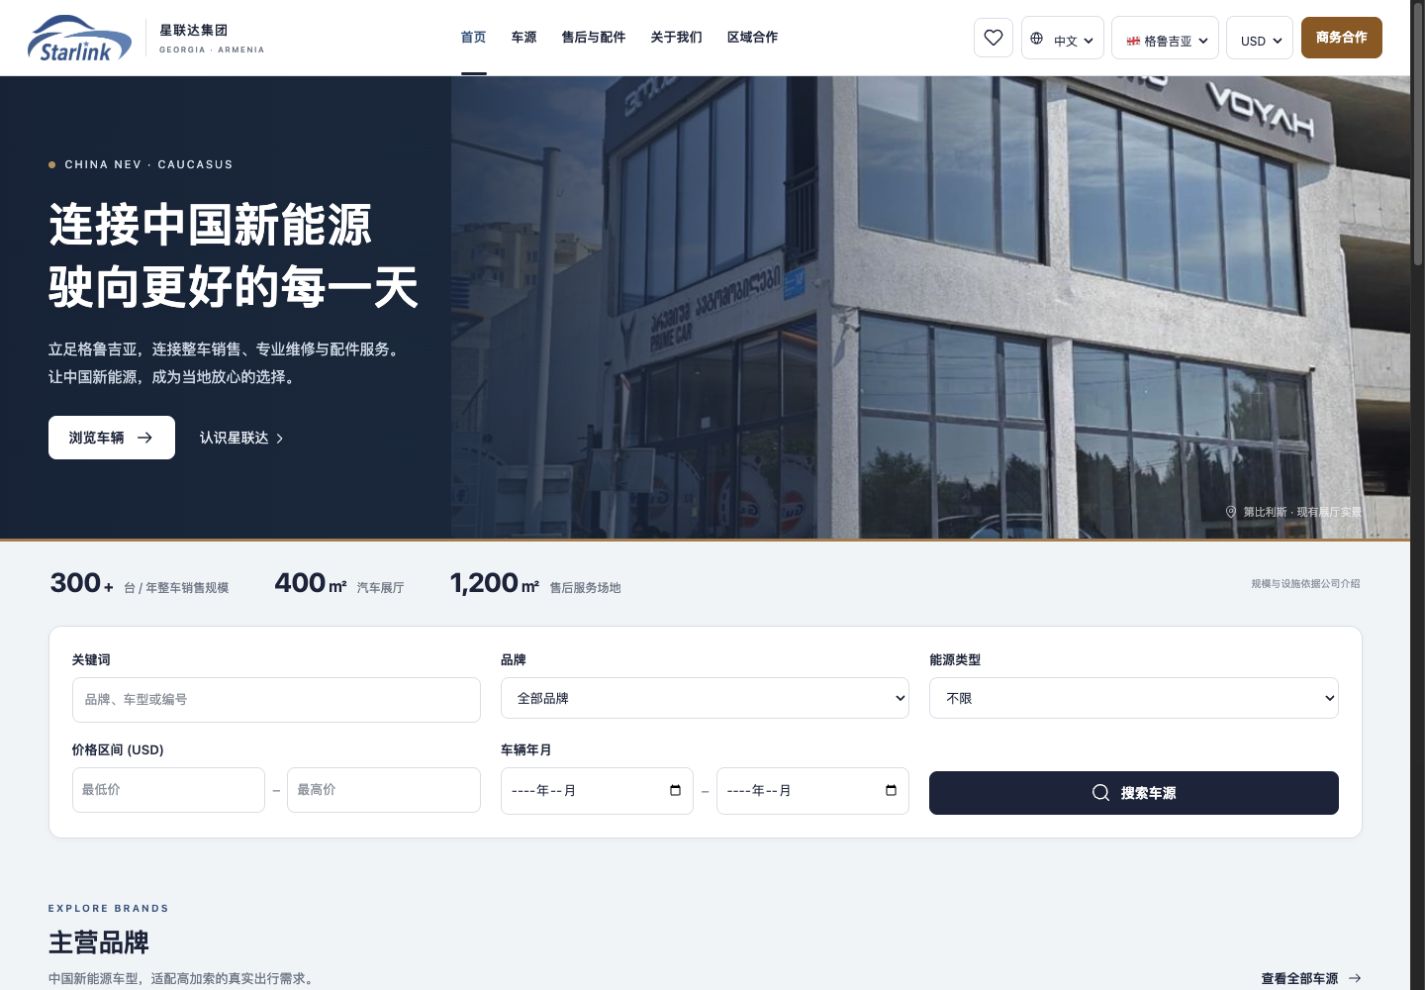 Starlink
星联达集团
GEORGIA · ARMENIA
首页
车源
售后与配件
关于我们
区域合作
中文
格鲁吉亚
USD
商务合作
CHINA NEV · CAUCASUS
连接中国新能源
驶向更好的每一天
立足格鲁吉亚，连接整车销售、专业维修与配件服务。
让中国新能源，成为当地放心的选择。
浏览车辆 →
认识星联达 >
VOYAH
პრემიუმ ავტომობილები
PRIME CAR
第比利斯 · 现有展厅实景
300+ 台 / 年整车销售规模
400 m² 汽车展厅
1,200 m² 售后服务场地
规模与设施依据公司介绍
关键词
品牌、车型或编号
品牌
全部品牌
能源类型
不限
价格区间 (USD)
最低价 – 最高价
车辆年月
----年--月 – ----年--月
搜索车源
EXPLORE BRANDS
主营品牌
中国新能源车型，适配高加索的真实出行需求。
查看全部车源 →